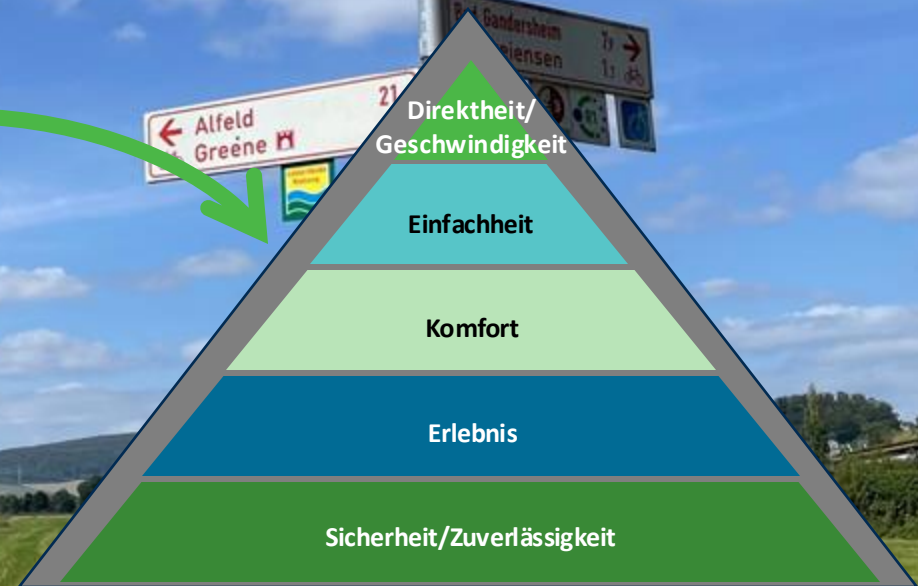 Bad Gandersheim
Alfeld 21
Greene
Direktheit/
Geschwindigkeit
Einfachheit
Komfort
Erlebnis
Sicherheit/Zuverlässigkeit